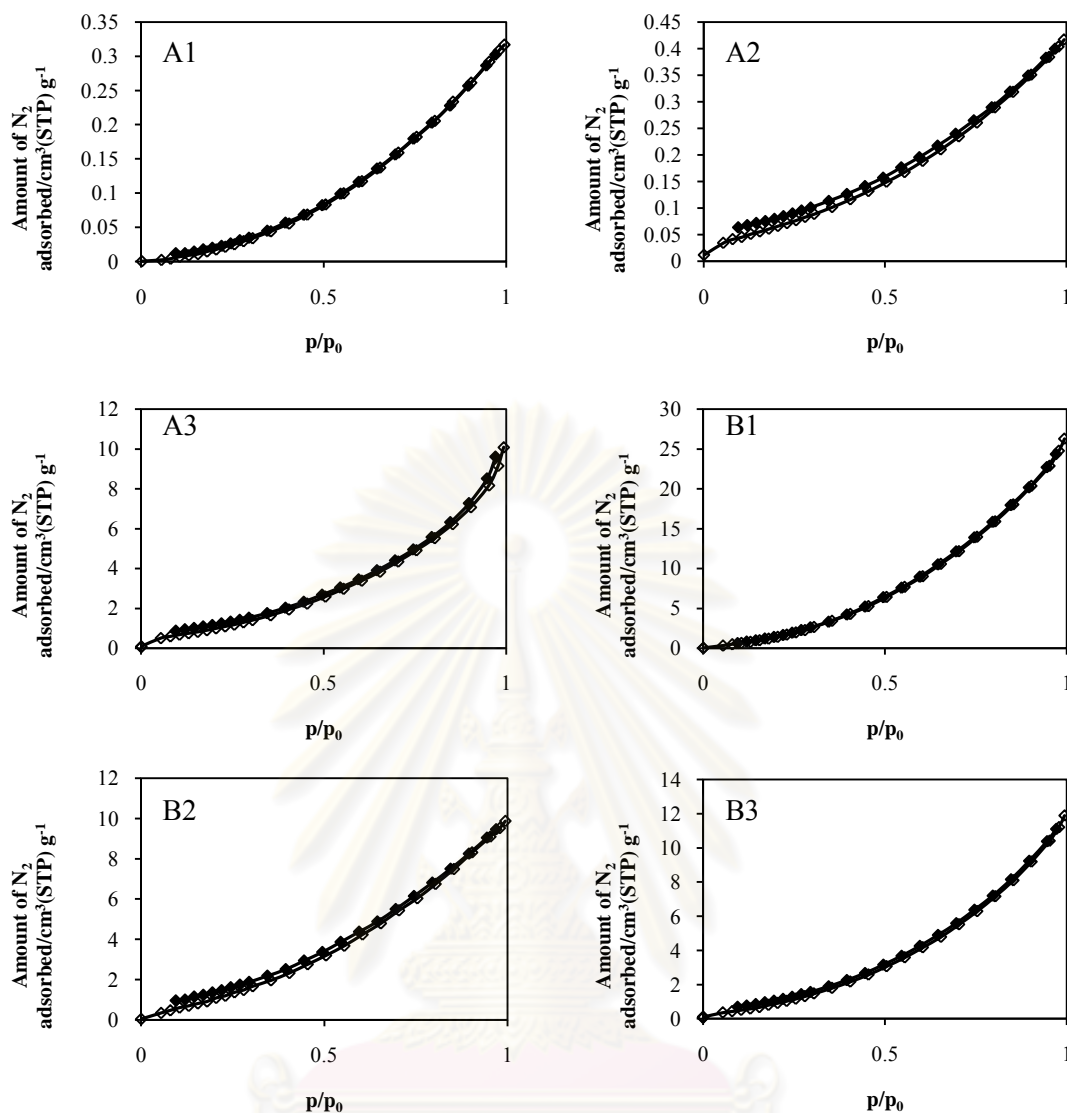 A1
Amount of N2
adsorbed/cm³(STP) g⁻¹
0.35
0.3
0.25
0.2
0.15
0.1
0.05
0
0 0.5 1
p/p0
A2
Amount of N2
adsorbed/cm³(STP) g⁻¹
0.45
0.4
0.35
0.3
0.25
0.2
0.15
0.1
0.05
0
0 0.5 1
p/p0
A3
Amount of N2
adsorbed/cm³(STP) g⁻¹
12
10
8
6
4
2
0
0 0.5 1
p/p0
B1
Amount of N2
adsorbed/cm³(STP) g⁻¹
30
25
20
15
10
5
0
0 0.5 1
p/p0
B2
Amount of N2
adsorbed/cm³(STP) g⁻¹
12
10
8
6
4
2
0
0 0.5 1
p/p0
B3
Amount of N2
adsorbed/cm³(STP) g⁻¹
14
12
10
8
6
4
2
0
0 0.5 1
p/p0